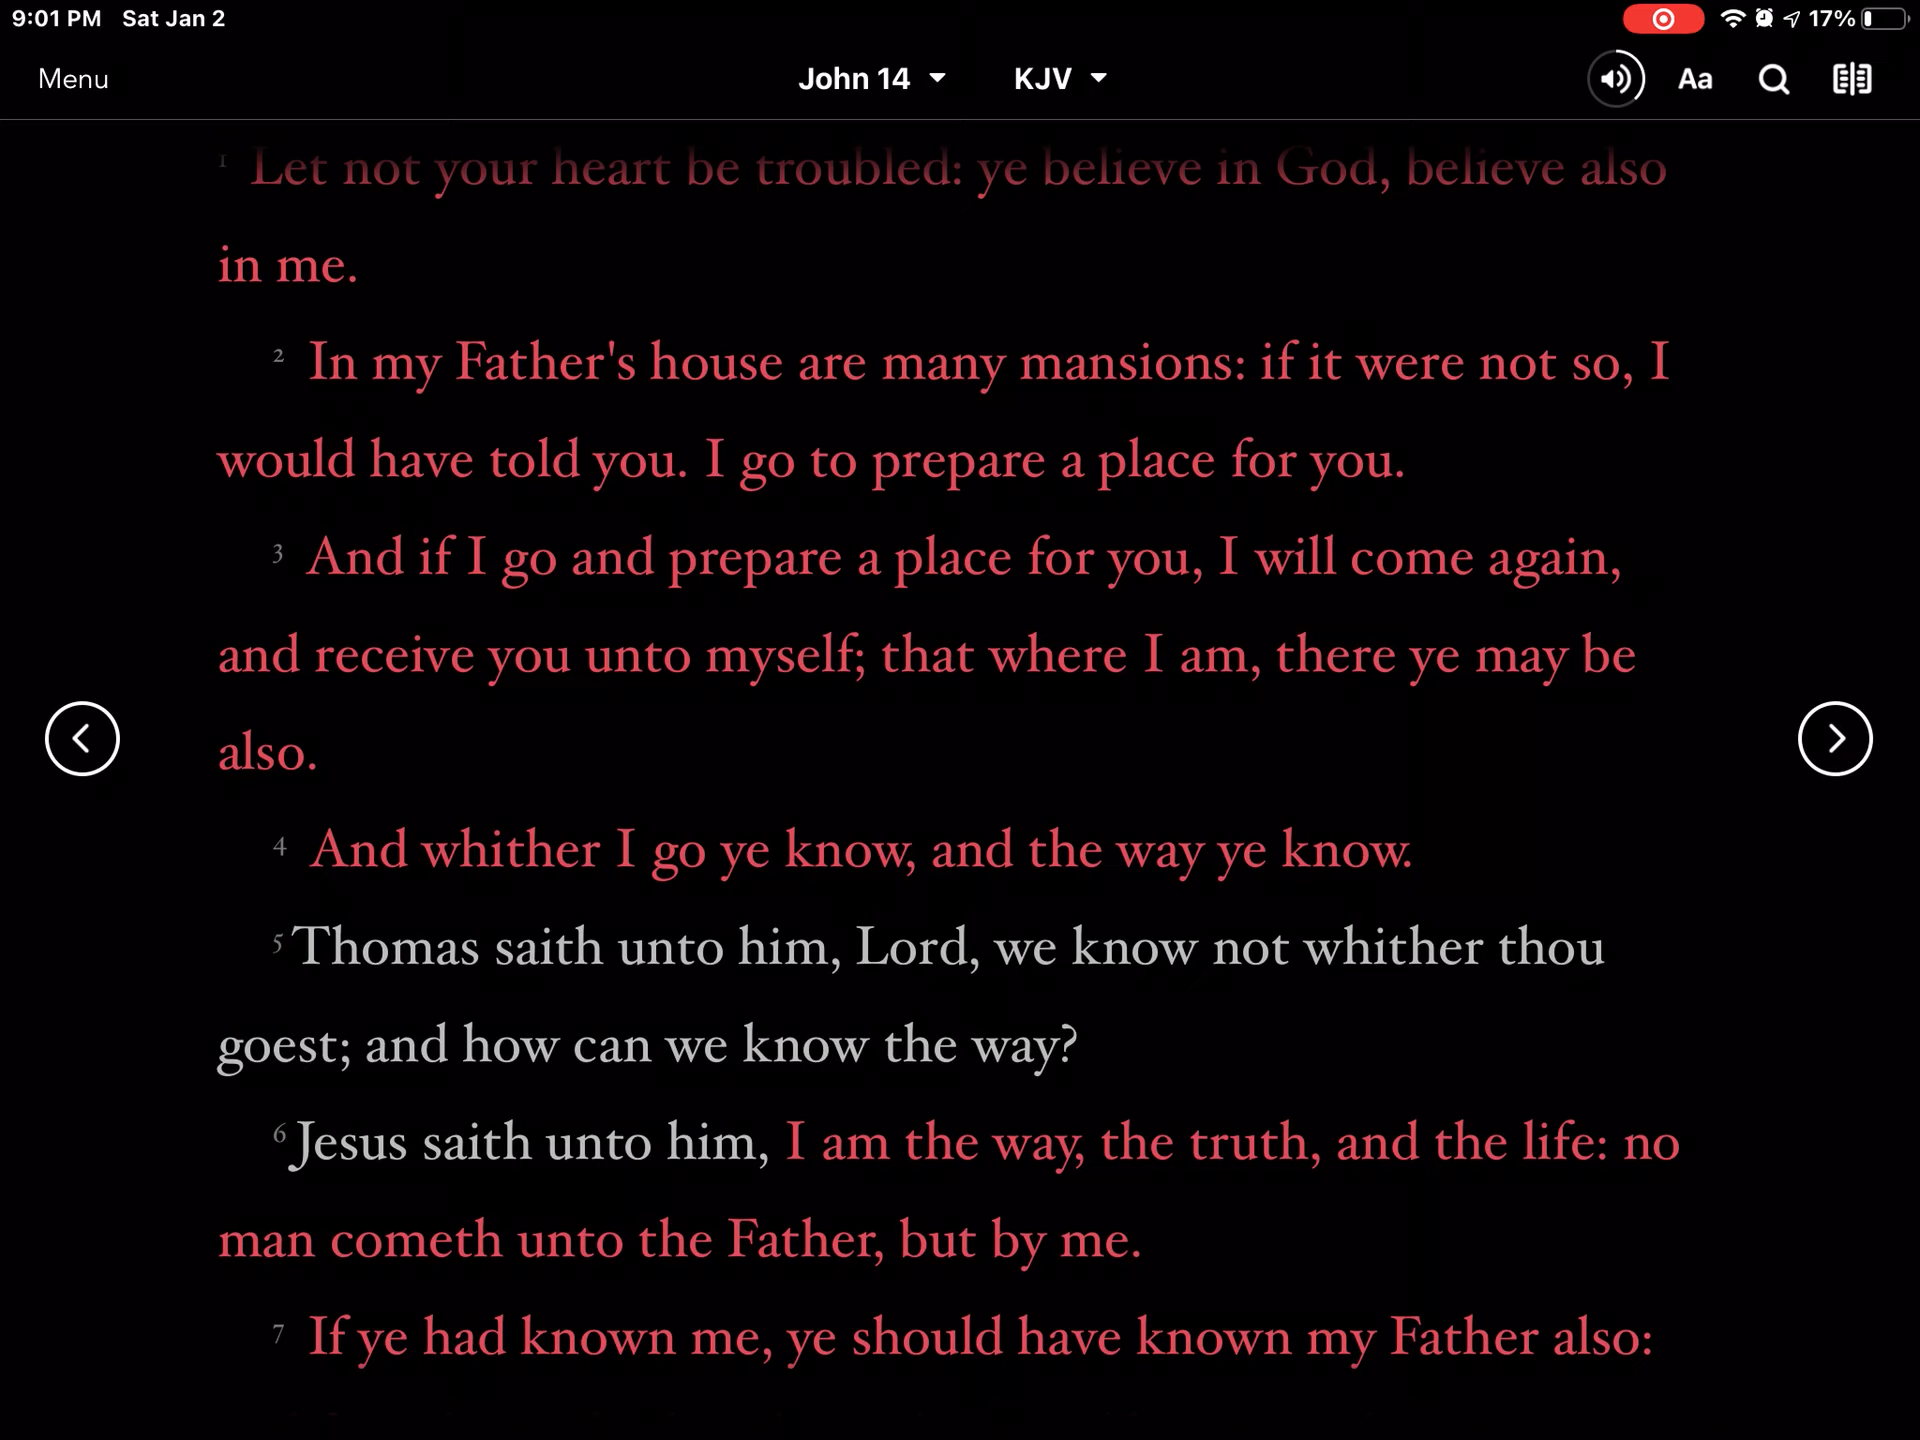 9:01 PM Sat Jan 2 17%
Menu John 14 KJV Aa
1 Let not your heart be troubled: ye believe in God, believe also
in me.
2 In my Father's house are many mansions: if it were not so, I
would have told you. I go to prepare a place for you.
3 And if I go and prepare a place for you, I will come again,
and receive you unto myself; that where I am, there ye may be
also.
4 And whither I go ye know, and the way ye know.
5 Thomas saith unto him, Lord, we know not whither thou
goest; and how can we know the way?
6 Jesus saith unto him, I am the way, the truth, and the life: no
man cometh unto the Father, but by me.
7 If ye had known me, ye should have known my Father also: